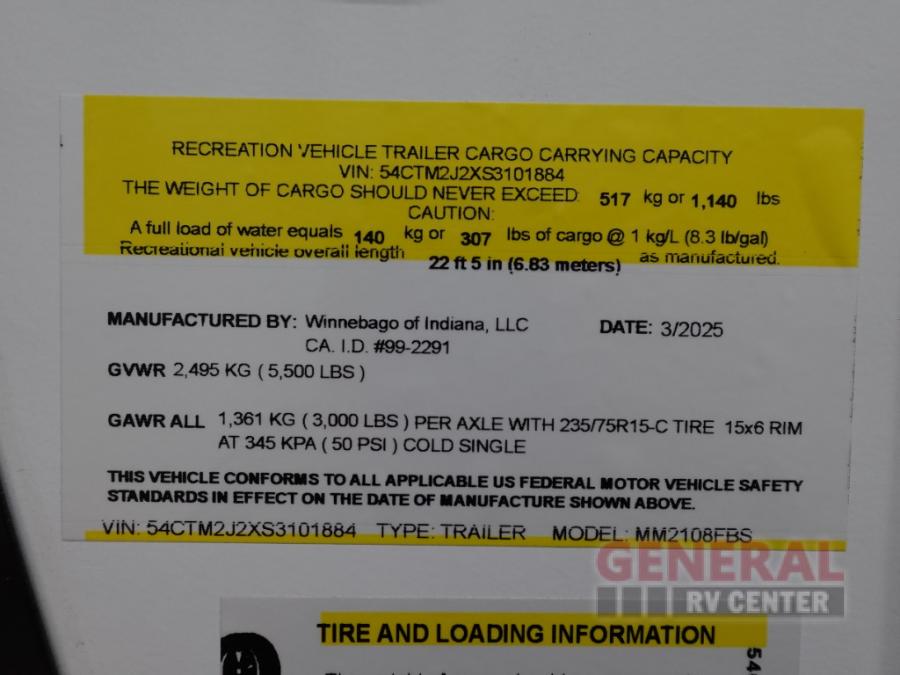 RECREATION VEHICLE TRAILER CARGO CARRYING CAPACITY
VIN: 54CTM2J2XS3101884
THE WEIGHT OF CARGO SHOULD NEVER EXCEED: 517 kg or 1,140 lbs
CAUTION:
A full load of water equals 140 kg or 307 lbs of cargo @ 1 kg/L (8.3 lb/gal)
Recreational vehicle overall length 22 ft 5 in (6.83 meters) as manufactured.
MANUFACTURED BY: Winnebago of Indiana, LLC DATE: 3/2025
CA. I.D. #99-2291
GVWR 2,495 KG ( 5,500 LBS )
GAWR ALL 1,361 KG ( 3,000 LBS ) PER AXLE WITH 235/75R15-C TIRE 15x6 RIM
AT 345 KPA ( 50 PSI ) COLD SINGLE
THIS VEHICLE CONFORMS TO ALL APPLICABLE US FEDERAL MOTOR VEHICLE SAFETY
STANDARDS IN EFFECT ON THE DATE OF MANUFACTURE SHOWN ABOVE.
VIN: 54CTM2J2XS3101884 TYPE: TRAILER MODEL: MM2108FBS
GENERAL
RV CENTER
TIRE AND LOADING INFORMATION
54